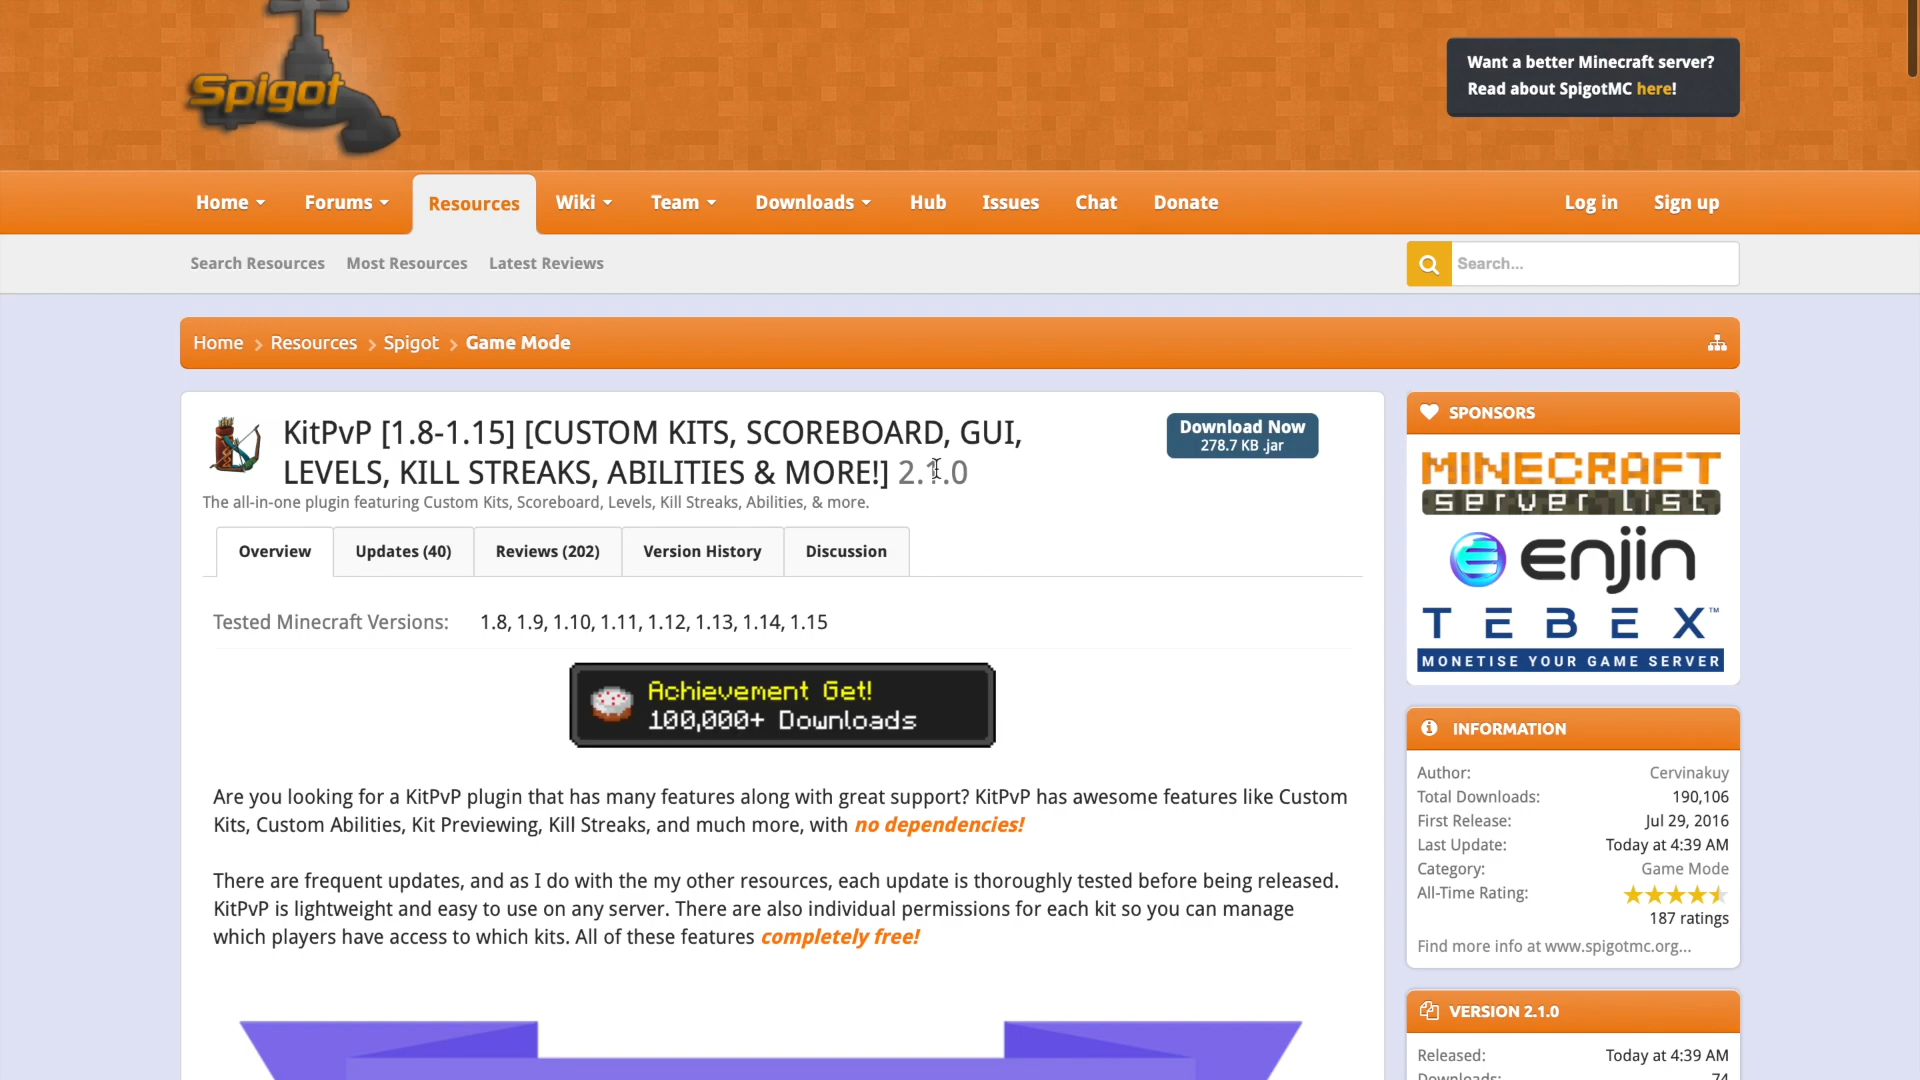 Spigot
Want a better Minecraft server?
Read about SpigotMC here!
Home
Forums
Resources
Wiki
Team
Downloads
Hub
Issues
Chat
Donate
Log in
Sign up
Search Resources
Most Resources
Latest Reviews
Search...
Home
Resources
Spigot
Game Mode
KitPvP [1.8-1.15] [CUSTOM KITS, SCOREBOARD, GUI,
LEVELS, KILL STREAKS, ABILITIES & MORE!] 2.1.0
Download Now
278.7 KB .jar
The all-in-one plugin featuring Custom Kits, Scoreboard, Levels, Kill Streaks, Abilities, & more.
Overview
Updates (40)
Reviews (202)
Version History
Discussion
Tested Minecraft Versions: 1.8, 1.9, 1.10, 1.11, 1.12, 1.13, 1.14, 1.15
Achievement Get!
100,000+ Downloads
Are you looking for a KitPvP plugin that has many features along with great support? KitPvP has awesome features like Custom
Kits, Custom Abilities, Kit Previewing, Kill Streaks, and much more, with no dependencies!
There are frequent updates, and as I do with the my other resources, each update is thoroughly tested before being released.
KitPvP is lightweight and easy to use on any server. There are also individual permissions for each kit so you can manage
which players have access to which kits. All of these features completely free!
SPONSORS
MINECRAFT
server list
enjin
TEBEX™
MONETISE YOUR GAME SERVER
INFORMATION
Author: Cervinakuy
Total Downloads: 190,106
First Release: Jul 29, 2016
Last Update: Today at 4:39 AM
Category: Game Mode
All-Time Rating:
187 ratings
Find more info at www.spigotmc.org...
VERSION 2.1.0
Released: Today at 4:39 AM
Downloads: 74